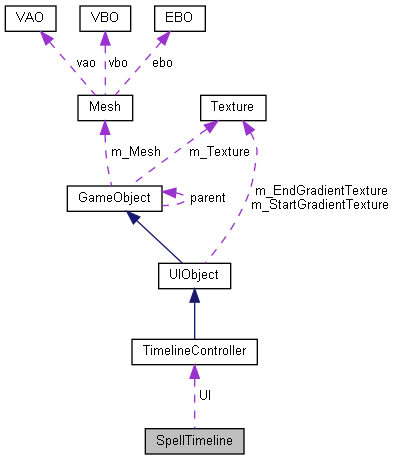 VAO
VBO
EBO
vao
vbo
ebo
Mesh
Texture
m_Mesh
m_Texture
GameObject
parent
m_EndGradientTexture
m_StartGradientTexture
UIObject
TimelineController
UI
SpellTimeline